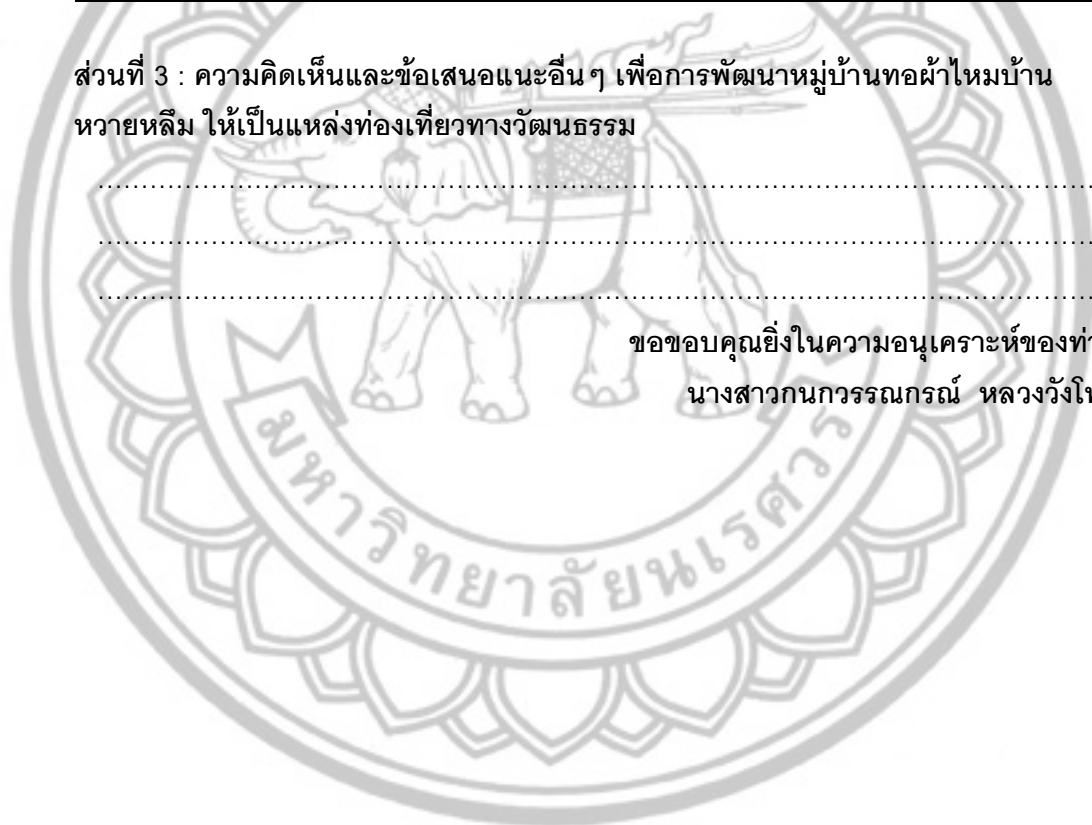 ส่วนที่ 3 : ความคิดเห็นและข้อเสนอแนะอื่น ๆ เพื่อการพัฒนาหมู่บ้านทอผ้าไหมบ้าน
หวายหลึม ให้เป็นแหล่งท่องเที่ยวทางวัฒนธรรม
........................................................................................................................
........................................................................................................................
........................................................................................................................
ขอขอบคุณยิ่งในความอนุเคราะห์ของ
นางสาวกนกวรรณกรณ์ หลวง
มหาวิทยาลัยนเรศวร